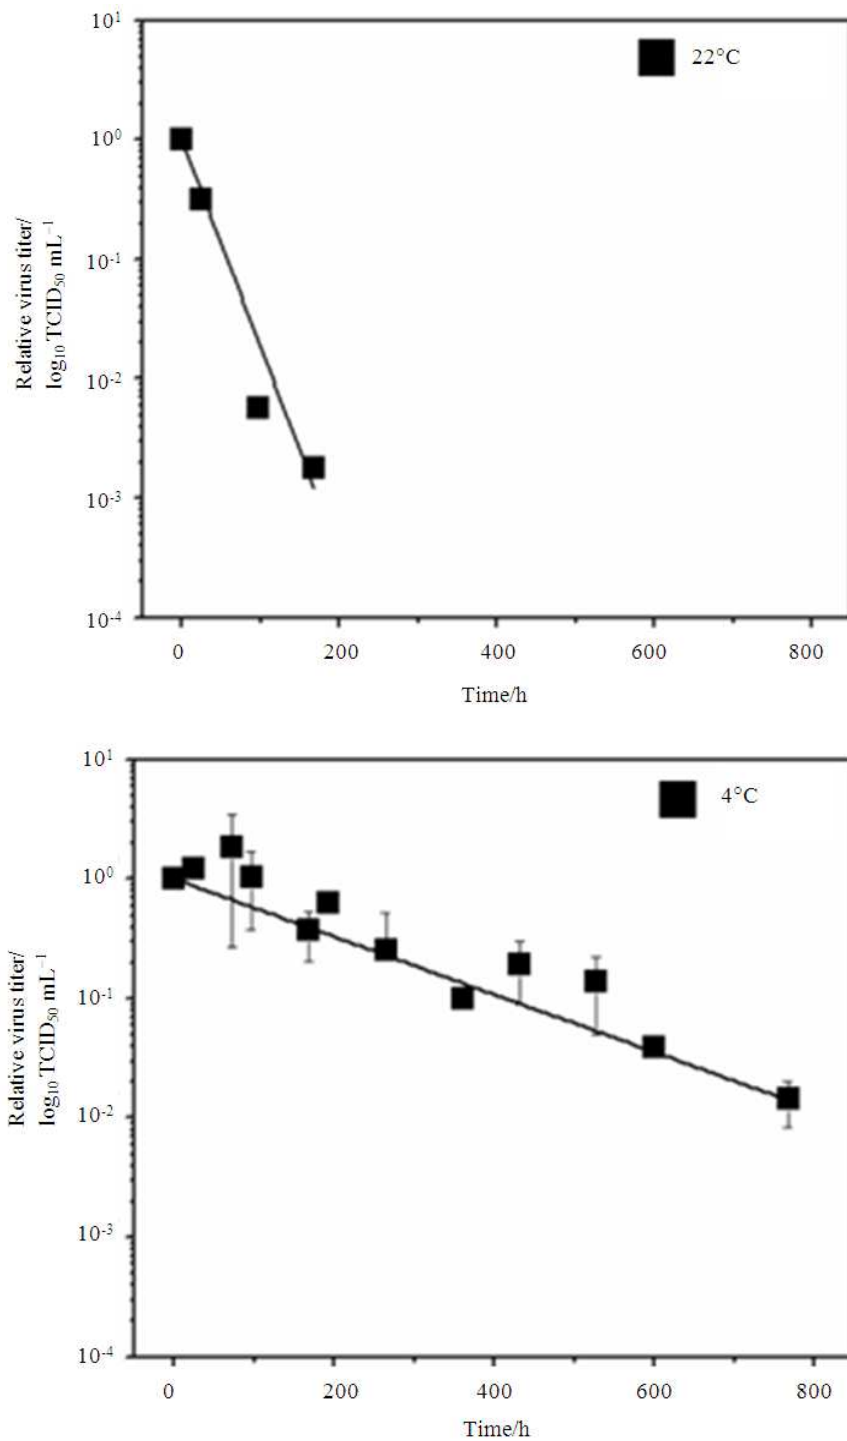 10¹
22°C
10⁰
10⁻¹
10⁻²
10⁻³
10⁻⁴
Relative virus titer/
log₁₀ TCID₅₀ mL⁻¹
0 200 400 600 800
Time/h
10¹
4°C
10⁰
10⁻¹
10⁻²
10⁻³
10⁻⁴
Relative virus titer/
log₁₀ TCID₅₀ mL⁻¹
0 200 400 600 800
Time/h